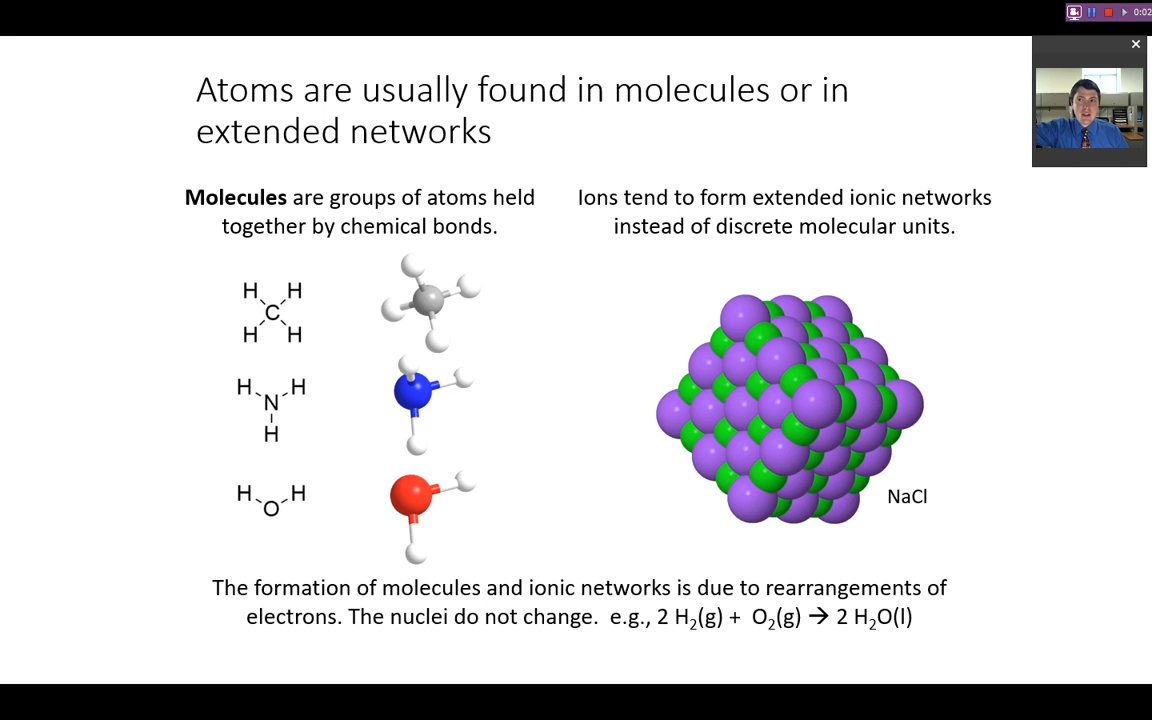 0:02
Atoms are usually found in molecules or in
extended networks
Molecules are groups of atoms held
together by chemical bonds.
Ions tend to form extended ionic networks
instead of discrete molecular units.
H H
C
H H
H H
N
H
H H
O
NaCl
The formation of molecules and ionic networks is due to rearrangements of
electrons. The nuclei do not change. e.g., 2 H₂(g) + O₂(g) → 2 H₂O(l)